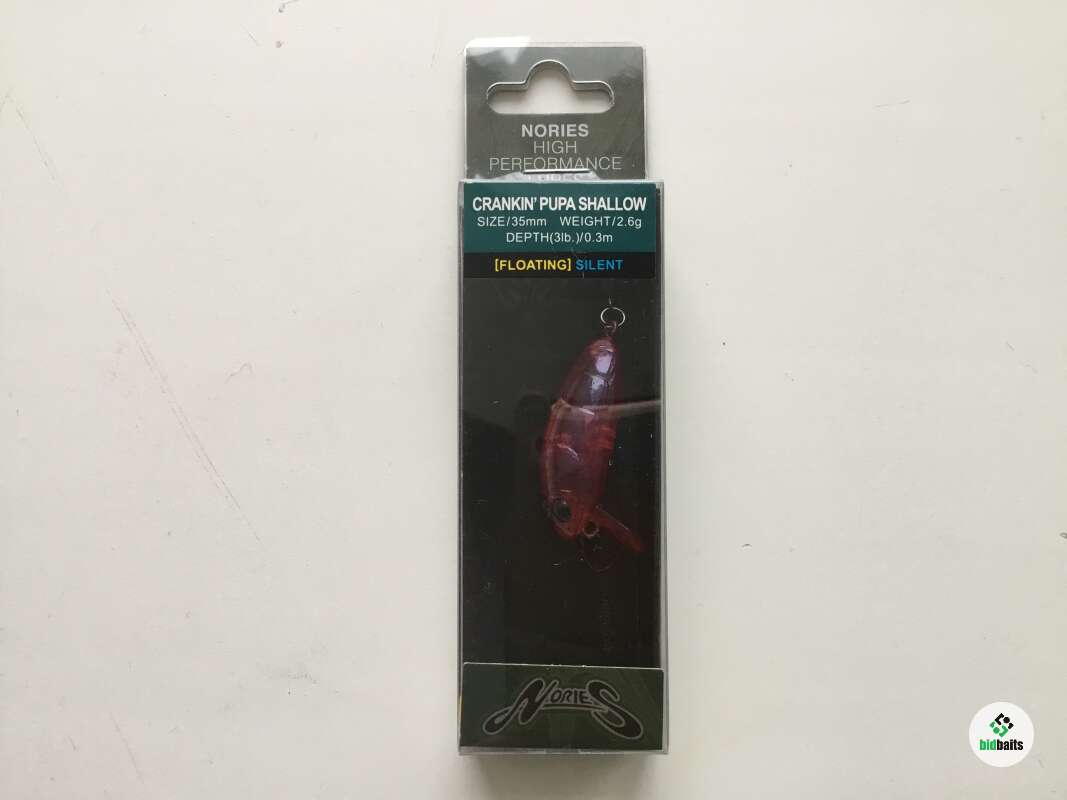 NORIES
HIGH
PERFORMANCE
CRANKIN' PUPA SHALLOW
SIZE/35mm WEIGHT/2.6g
DEPTH(3lb.)/0.3m
[FLOATING] SILENT
NORIES
bidbaits